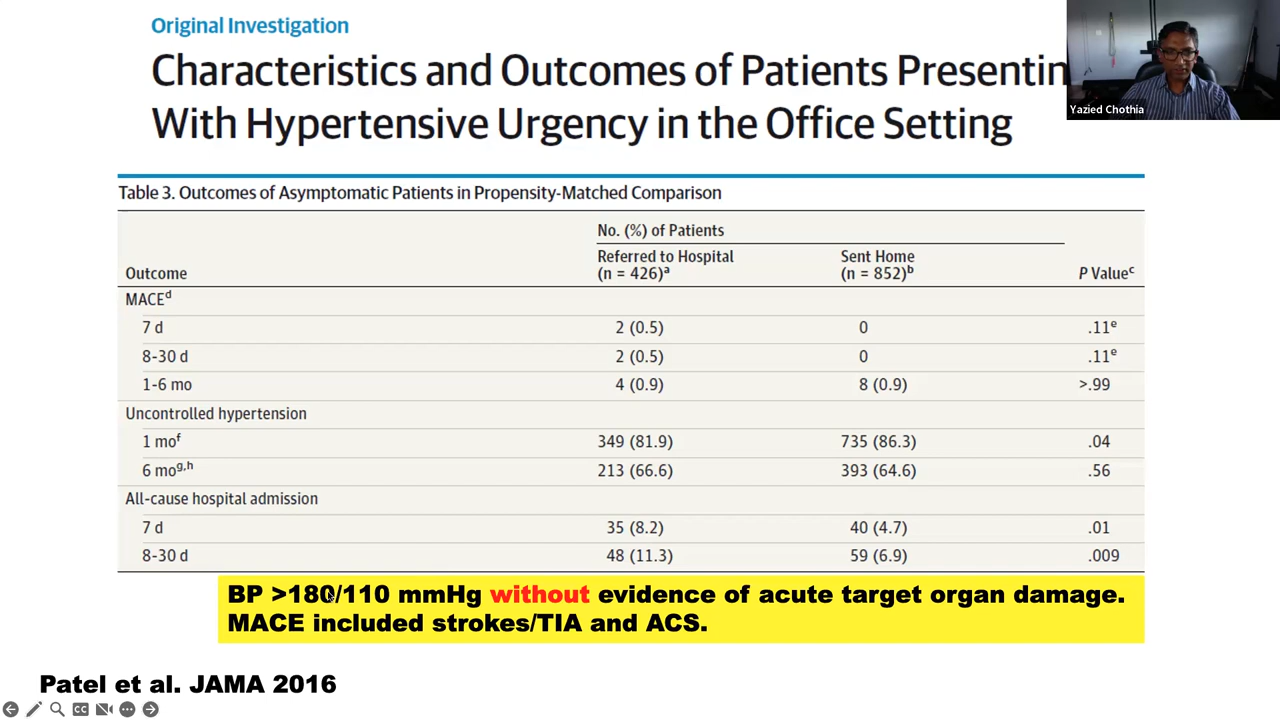 Original Investigation
Characteristics and Outcomes of Patients Presentin
With Hypertensive Urgency in the Office Setting
Yazied Chothia
Table 3. Outcomes of Asymptomatic Patients in Propensity-Matched Comparison
No. (%) of Patients
Outcome Referred to Hospital (n = 426)a Sent Home (n = 852)b P Valuec
MACEd
7 d 2 (0.5) 0 .11e
8-30 d 2 (0.5) 0 .11e
1-6 mo 4 (0.9) 8 (0.9) >.99
Uncontrolled hypertension
1 mof 349 (81.9) 735 (86.3) .04
6 mog,h 213 (66.6) 393 (64.6) .56
All-cause hospital admission
7 d 35 (8.2) 40 (4.7) .01
8-30 d 48 (11.3) 59 (6.9) .009
BP >180/110 mmHg without evidence of acute target organ damage.
MACE included strokes/TIA and ACS.
Patel et al. JAMA 2016
CC